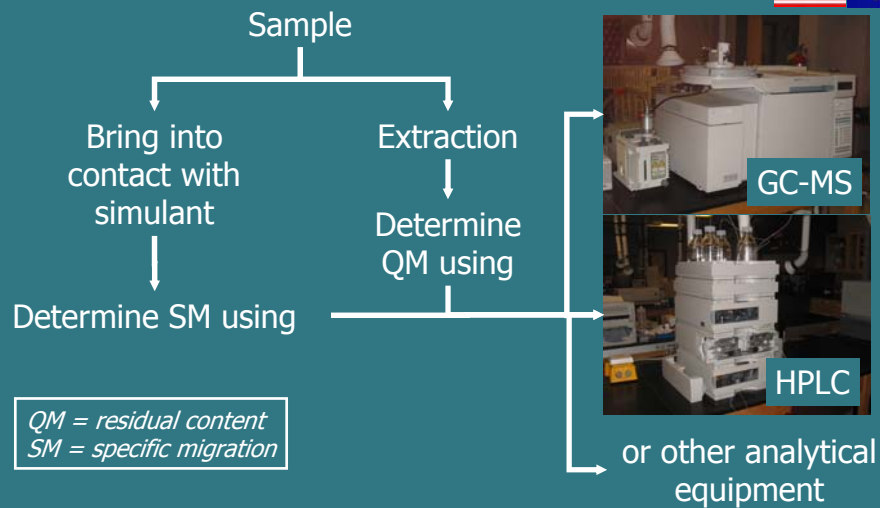 Sample
Bring into
contact with
simulant
Extraction
Determine
QM using
Determine SM using
GC-MS
HPLC
or other analytical
equipment
QM = residual content
SM = specific migration